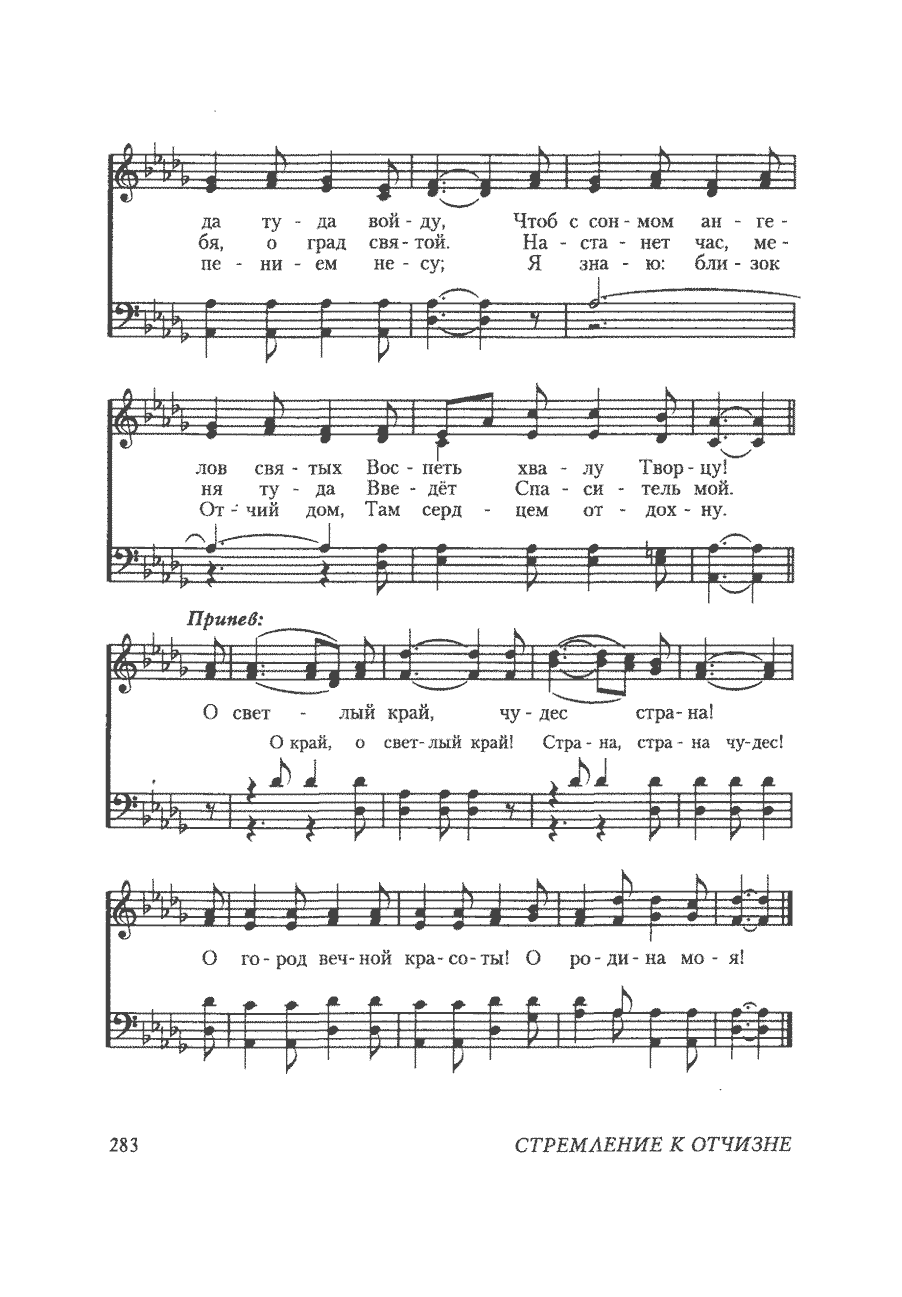 да ту - да вой - ду, Чтоб с сон - мом ан - ге -
бя, о град свя - той. На - ста - нет час, ме -
пе - ни - ем не - су; Я зна - ю: бли - зок
лов свя - тых Вос - петь хва - лу Твор - цу!
ня ту - да Вве - дёт Спа - си - тель мой.
От - чий дом, Там серд - цем от - дох - ну.
Припев:
О свет - лый край, чу - дес стра - на!
О край, о свет - лый край! Стра - на, стра - на чу - дес!
О го - род веч - ной кра - со - ты! О ро - ди - на мо - я!
283 СТРЕМЛЕНИЕ К ОТЧИЗНЕ